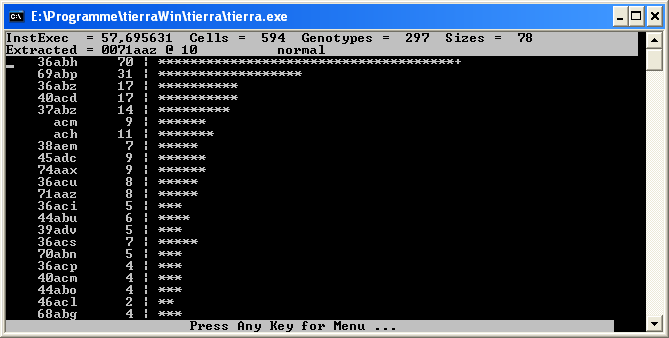 E:\Programme\tierraWin\tierra\tierra.exe
InstExec  = 57,695631  Cells =  594  Genotypes =  297  Sizes =  78
Extracted = 0071aaz @ 10          normal
36abh      70 ¦ *************************************+
69abp      31 ¦ ******************
36abz      17 ¦ **********
40acd      17 ¦ **********
37abz      14 ¦ *********
acm       9 ¦ ******
ach      11 ¦ *******
38aem       7 ¦ *****
45adc       9 ¦ ******
74aax       9 ¦ ******
36acu       8 ¦ *****
71aaz       8 ¦ *****
36aci       5 ¦ ***
44abu       6 ¦ ****
39adv       5 ¦ ***
36acs       7 ¦ *****
70abn       5 ¦ ***
36acp       4 ¦ ***
40acm       4 ¦ ***
44abo       4 ¦ ***
46acl       2 ¦ **
68abg       4 ¦ ***
Press Any Key for Menu ...